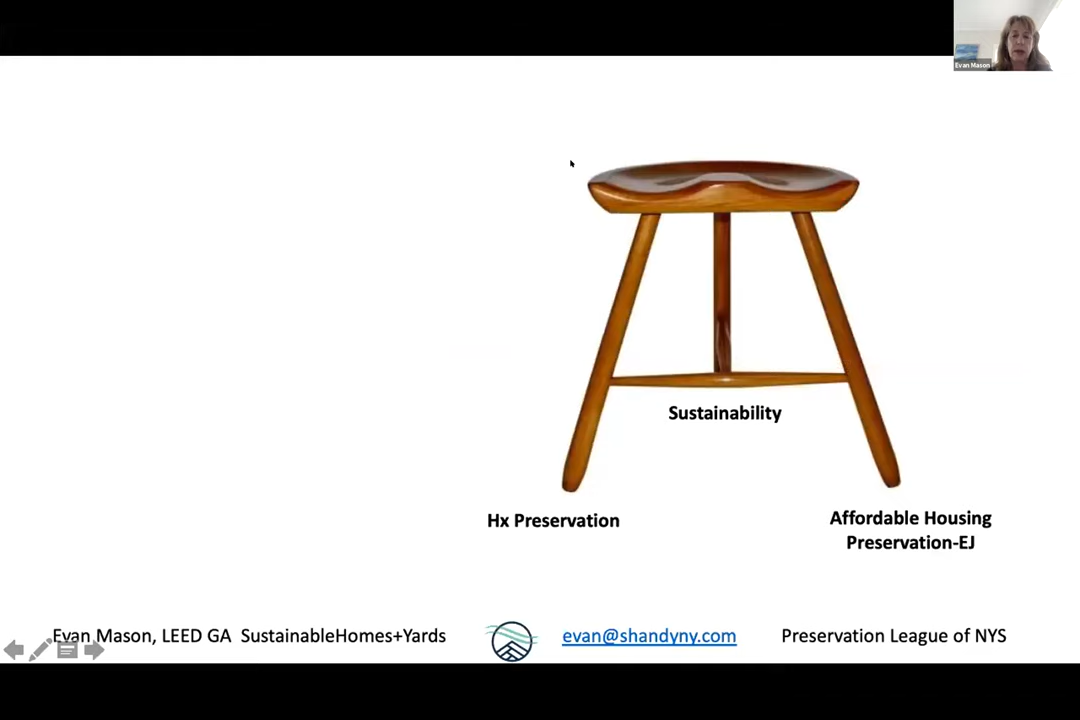 Evan Mason
Sustainability
Hx Preservation
Affordable Housing
Preservation-EJ
Evan Mason, LEED GA SustainableHomes+Yards
evan@shandyny.com
Preservation League of NYS